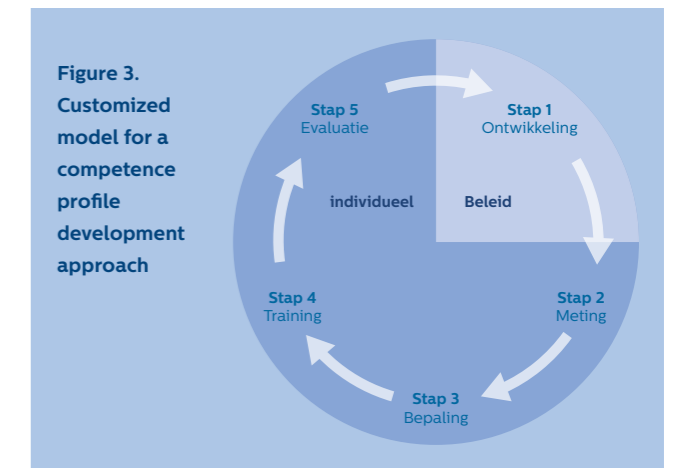 Figure 3.
Customized
model for a
competence
profile
development
approach
Stap 1
Ontwikkeling
Stap 2
Meting
Stap 3
Bepaling
Stap 4
Training
Stap 5
Evaluatie
individueel
Beleid